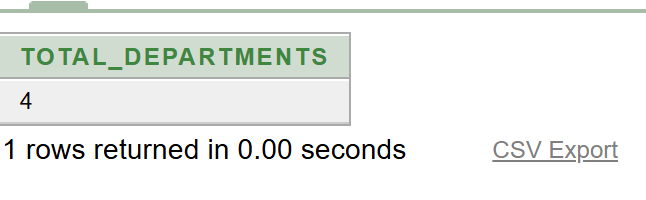 TOTAL_DEPARTMENTS
4
1 rows returned in 0.00 seconds CSV Export